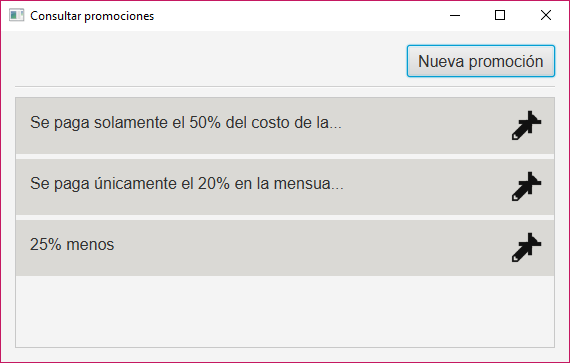 Consultar promociones
Nueva promoción
Se paga solamente el 50% del costo de la...
Se paga únicamente el 20% en la mensua...
25% menos